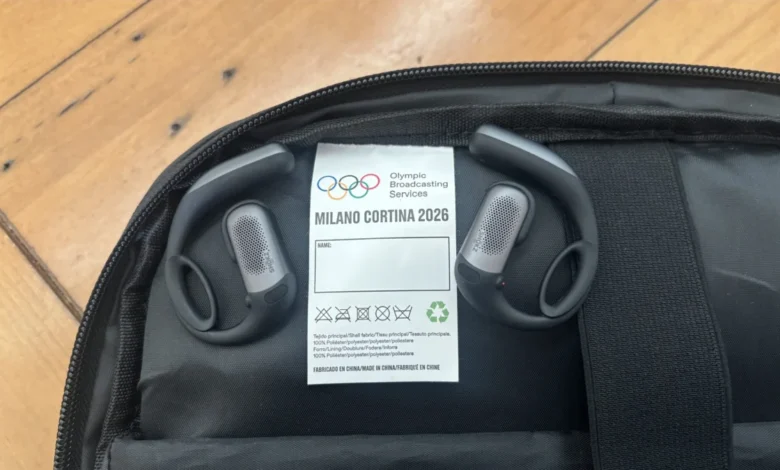 Olympic
Broadcasting
Services
MILANO CORTINA 2026
NAME:
Tejido principal/Shell fabric/Tissu principal/Tessuto principale,
100% Poliéster/polyester/polyester/poliestere
Forro/Lining/Doublure/Fodera/Infora
100% Poliéster/polyester/polyester/poliestere
FABRICADO EN CHINA/MADE IN CHINA/FABRIQUÉ EN CHINE